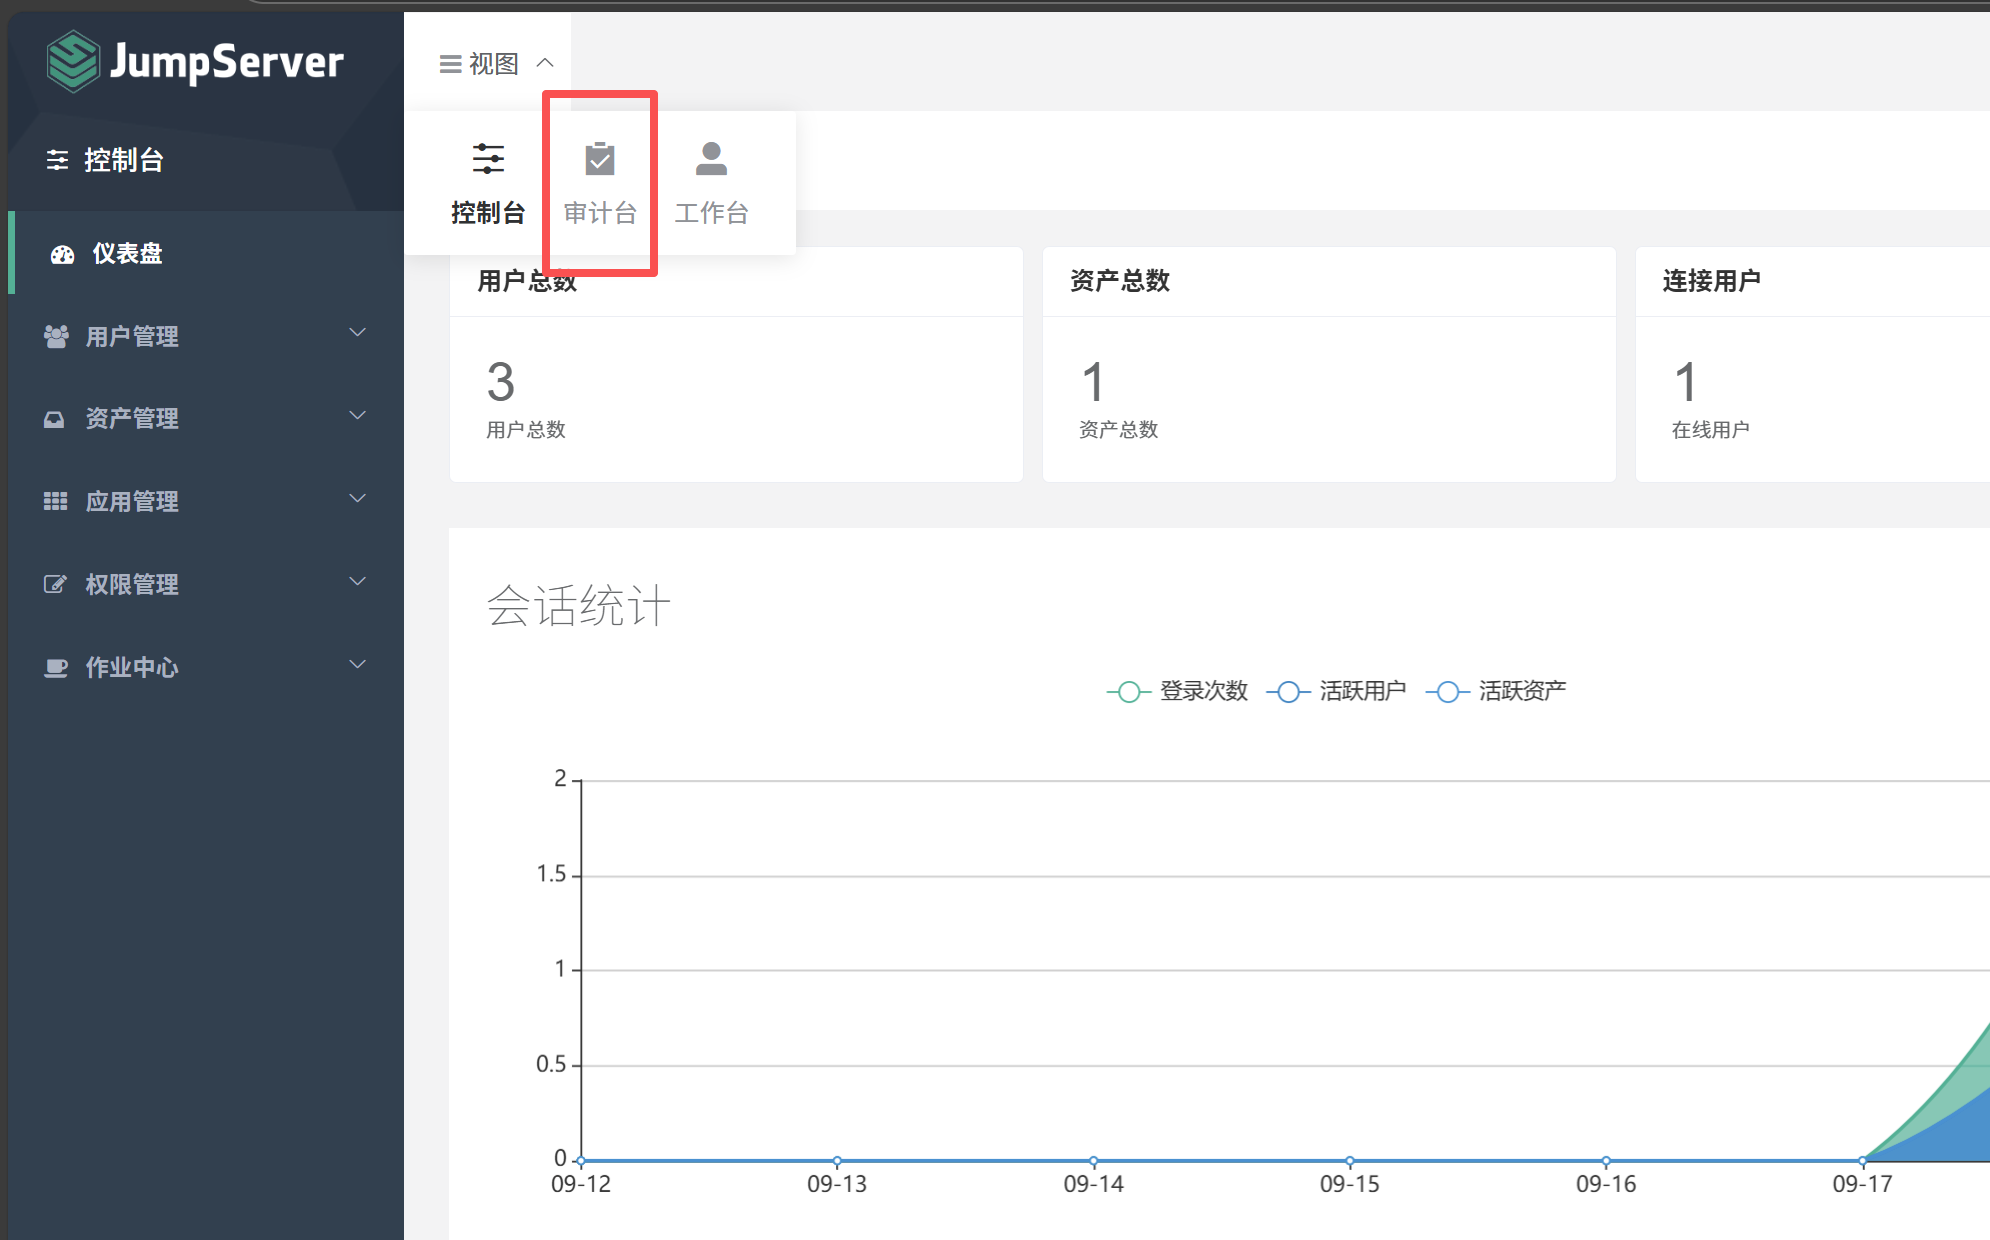 JumpServer
视图
控制台
控制台
审计台
工作台
仪表盘
用户管理
资产管理
应用管理
权限管理
作业中心
用户总数
3
用户总数
资产总数
1
资产总数
连接用户
1
在线用户
会话统计
登录次数
活跃用户
活跃资产
2
1.5
1
0.5
0
09-12
09-13
09-14
09-15
09-16
09-17